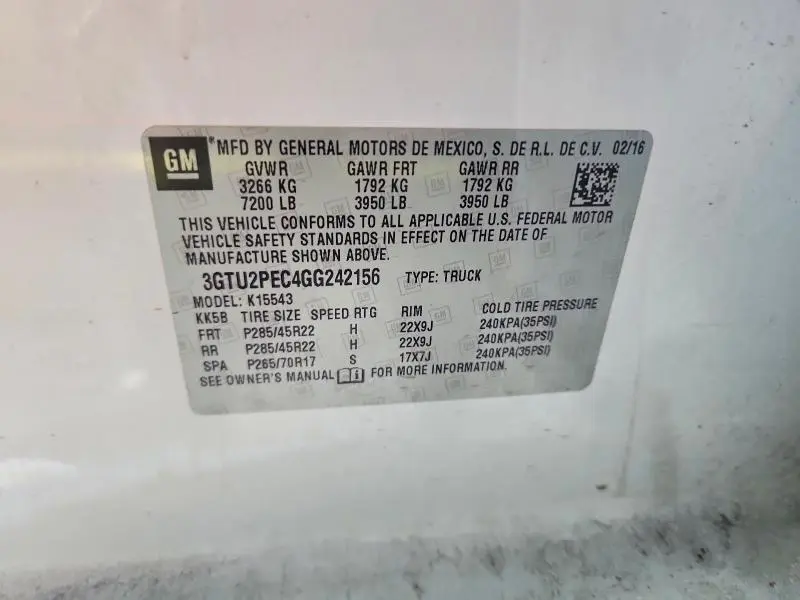 GM ®MFD BY GENERAL MOTORS DE MEXICO, S. DE R.L. DE C.V. 02/16
GVWR GAWR FRT GAWR RR
3266 KG 1792 KG 1792 KG
7200 LB 3950 LB 3950 LB
THIS VEHICLE CONFORMS TO ALL APPLICABLE U.S. FEDERAL MOTOR
VEHICLE SAFETY STANDARDS IN EFFECT ON THE DATE OF
MANUFACTURE SHOWN ABOVE.
3GTU2PEC4GG242156 TYPE: TRUCK
MODEL: K15543
KK5B TIRE SIZE SPEED RTG RIM COLD TIRE PRESSURE
FRT P285/45R22 H 22X9J 240KPA(35PSI)
RR P285/45R22 H 22X9J 240KPA(35PSI)
SPA P265/70R17 S 17X7J 240KPA(35PSI)
SEE OWNER'S MANUAL FOR MORE INFORMATION.